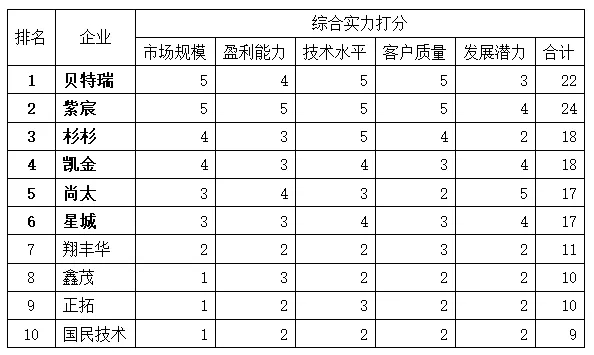 排名 企业 综合实力打分
市场规模 盈利能力 技术水平 客户质量 发展潜力 合计
1 贝特瑞 5 4 5 5 3 22
2 紫宸 5 5 5 5 4 24
3 杉杉 4 3 5 4 2 18
4 凯金 4 3 4 3 4 18
5 尚太 3 4 3 2 5 17
6 星城 3 3 4 3 4 17
7 翔丰华 2 2 2 3 2 11
8 鑫茂 1 3 2 2 2 10
9 正拓 1 2 3 2 2 10
10 国民技术 1 2 2 2 2 9